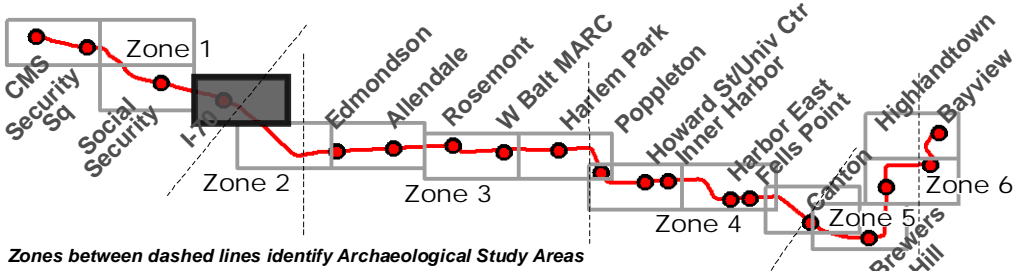 CMS
Security
Sq
Social
Security
I-70
Edmondson
Allendale
Rosemont
W Balt MARC
Harlem Park
Poppleton
Howard St/Univ Ctr
Inner Harbor
Harbor East
Fells Point
Canton
Brewers
Hill
Highlandtown
Bayview
Zone 1
Zone 2
Zone 3
Zone 4
Zone 5
Zone 6
Zones between dashed lines identify Archaeological Study Areas